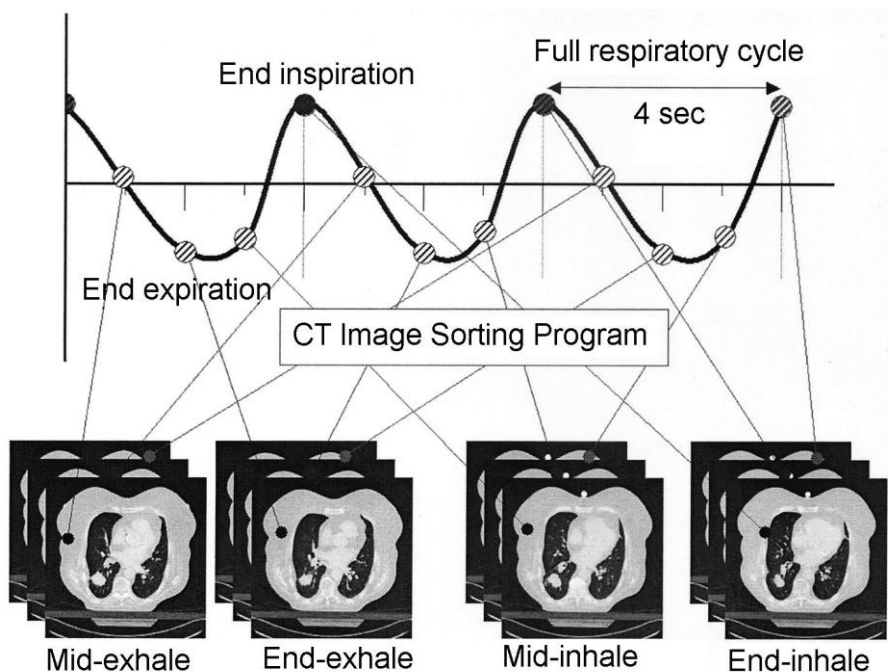 Full respiratory cycle
End inspiration
4 sec
End expiration
CT Image Sorting Program
Mid-exhale
End-exhale
Mid-inhale
End-inhale